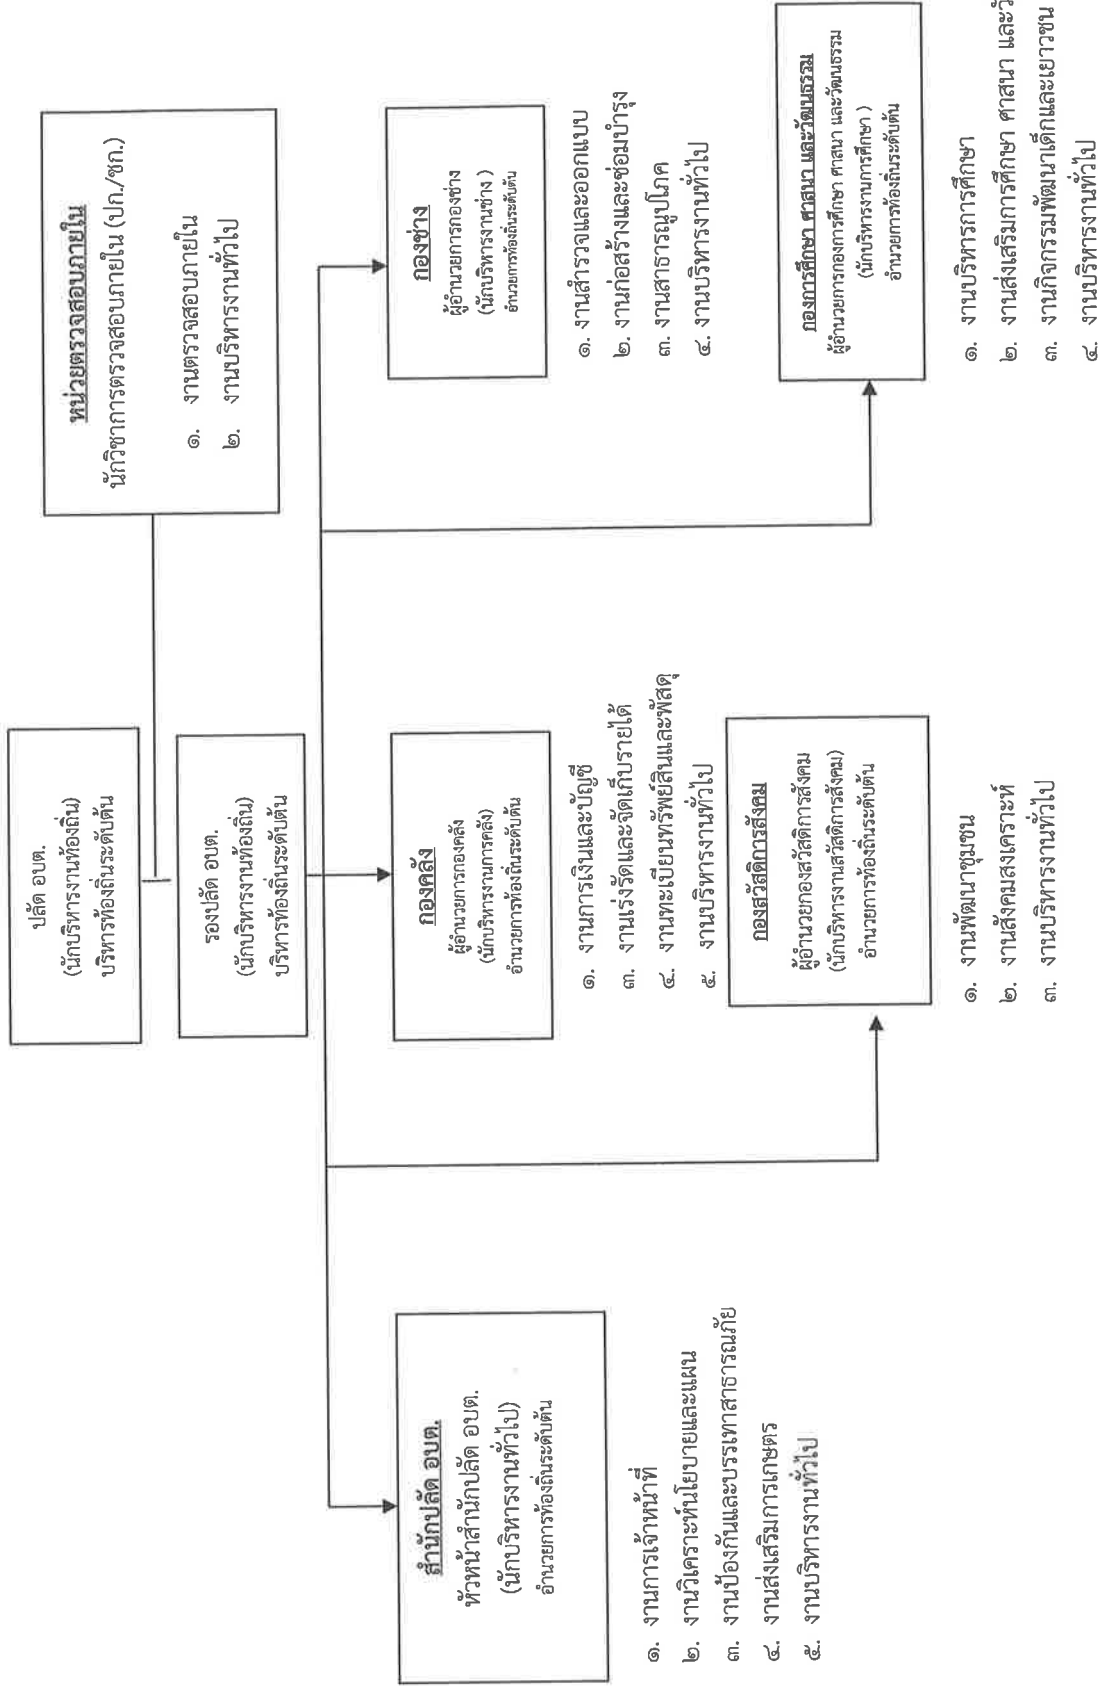 ปลัด อบต.
(นักบริหารงานท้องถิ่น)
บริหารท้องถิ่นระดับต้น
หน่วยตรวจสอบภายใน
นักวิชาการตรวจสอบภายใน (ปก./ชก.)
๑. งานตรวจสอบภายใน
๒. งานบริหารงานทั่วไป
รองปลัด อบต.
(นักบริหารงานท้องถิ่น)
บริหารท้องถิ่นระดับต้น
สำนักปลัด อบต.
หัวหน้าสำนักปลัด อบต.
(นักบริหารงานทั่วไป)
อำนวยการท้องถิ่นระดับต้น
๑. งานการเจ้าหน้าที่
๒. งานวิเคราะห์นโยบายและแผน
๓. งานป้องกันและบรรเทาสาธารณภัย
๔. งานส่งเสริมการเกษตร
๕. งานบริหารงานทั่วไป
กองคลัง
ผู้อำนวยการกองคลัง
(นักบริหารงานการคลัง)
อำนวยการท้องถิ่นระดับต้น
๑. งานการเงินและบัญชี
๓. งานเร่งรัดและจัดเก็บรายได้
๔. งานทะเบียนทรัพย์สินและพัสดุ
๕. งานบริหารงานทั่วไป
กองช่าง
ผู้อำนวยการกองช่าง
(นักบริหารงานช่าง )
อำนวยการท้องถิ่นระดับต้น
๑. งานสำรวจและออกแบบ
๒. งานก่อสร้างและซ่อมบำรุง
๓. งานสาธารณูปโภค
๔. งานบริหารงานทั่วไป
กองสวัสดิการสังคม
ผู้อำนวยกองสวัสดิการสังคม
(นักบริหารงานสวัสดิการสังคม)
อำนวยการท้องถิ่นระดับต้น
๑. งานพัฒนาชุมชน
๒. งานสังคมสงเคราะห์
๓. งานบริหารงานทั่วไป
กองการศึกษา ศาสนา และวัฒนธรรม
ผู้อำนวยการกองการศึกษา ศาสนา และวัฒนธรรม
(นักบริหารงานการศึกษา )
อำนวยการท้องถิ่นระดับต้น
๑. งานบริหารการศึกษา
๒. งานส่งเสริมการศึกษา ศาสนา
๓. งานกิจกรรมพัฒนาเด็กและเยาวชน
๔. งานบริหารงานทั่วไป